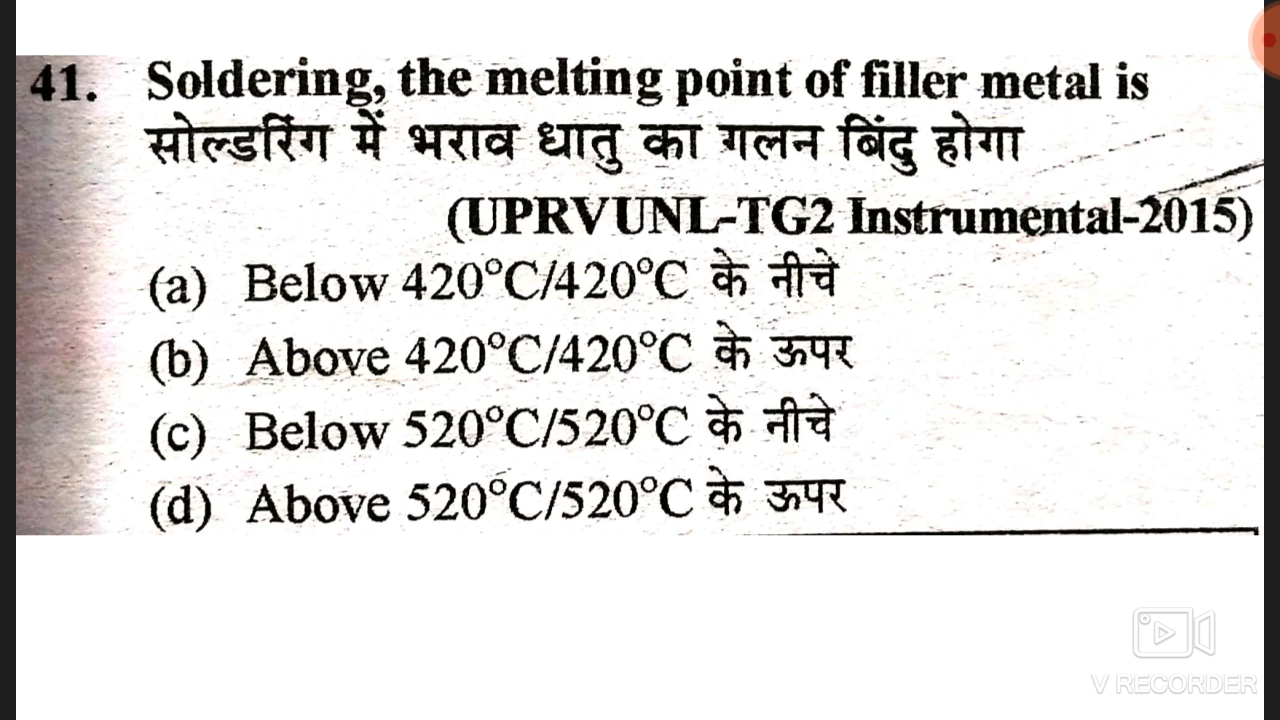 41. Soldering, the melting point of filler metal is
सोल्डरिंग में भराव धातु का गलन बिंदु होगा
(UPRVUNL-TG2 Instrumental-2015)
(a) Below 420°C/420°C के नीचे
(b) Above 420°C/420°C के ऊपर
(c) Below 520°C/520°C के नीचे
(d) Above 520°C/520°C के ऊपर
V RECORDER